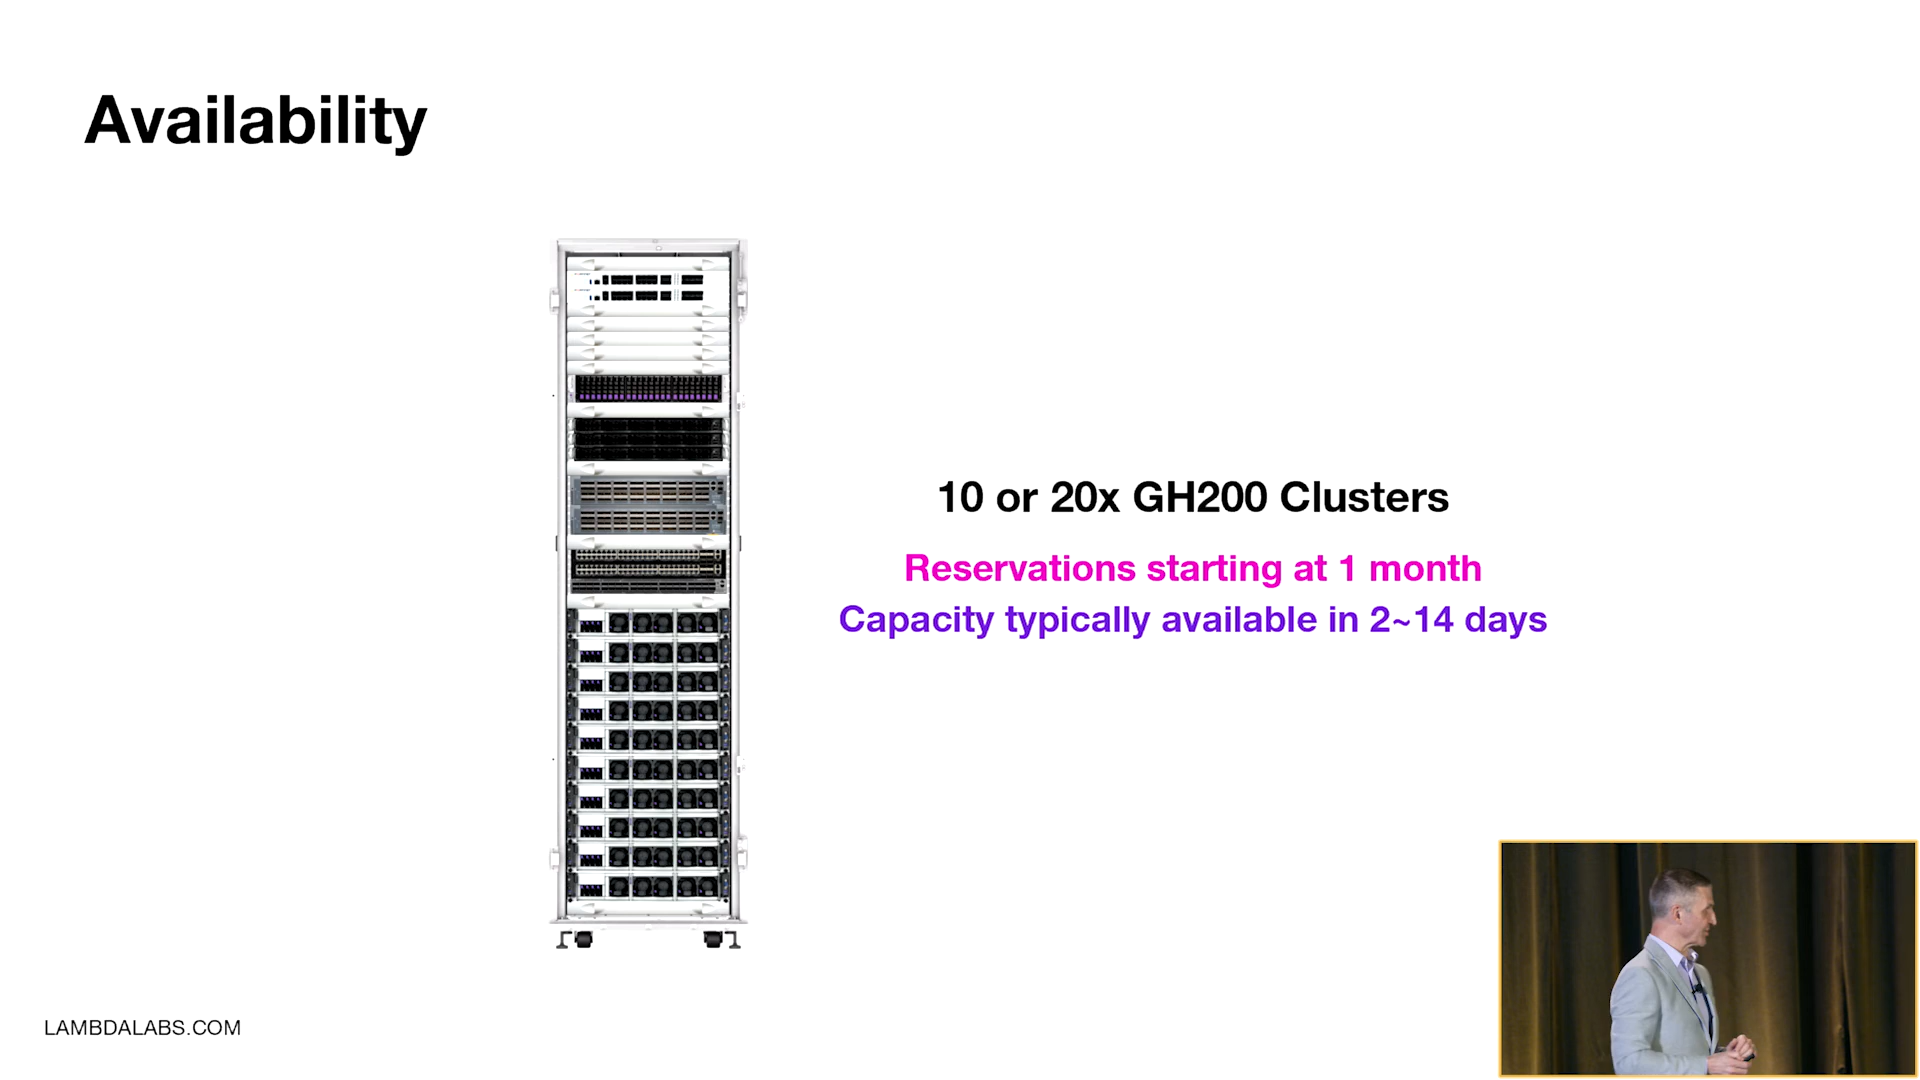 Availability
10 or 20x GH200 Clusters
Reservations starting at 1 month
Capacity typically available in 2~14 days
LAMBDALABS.COM